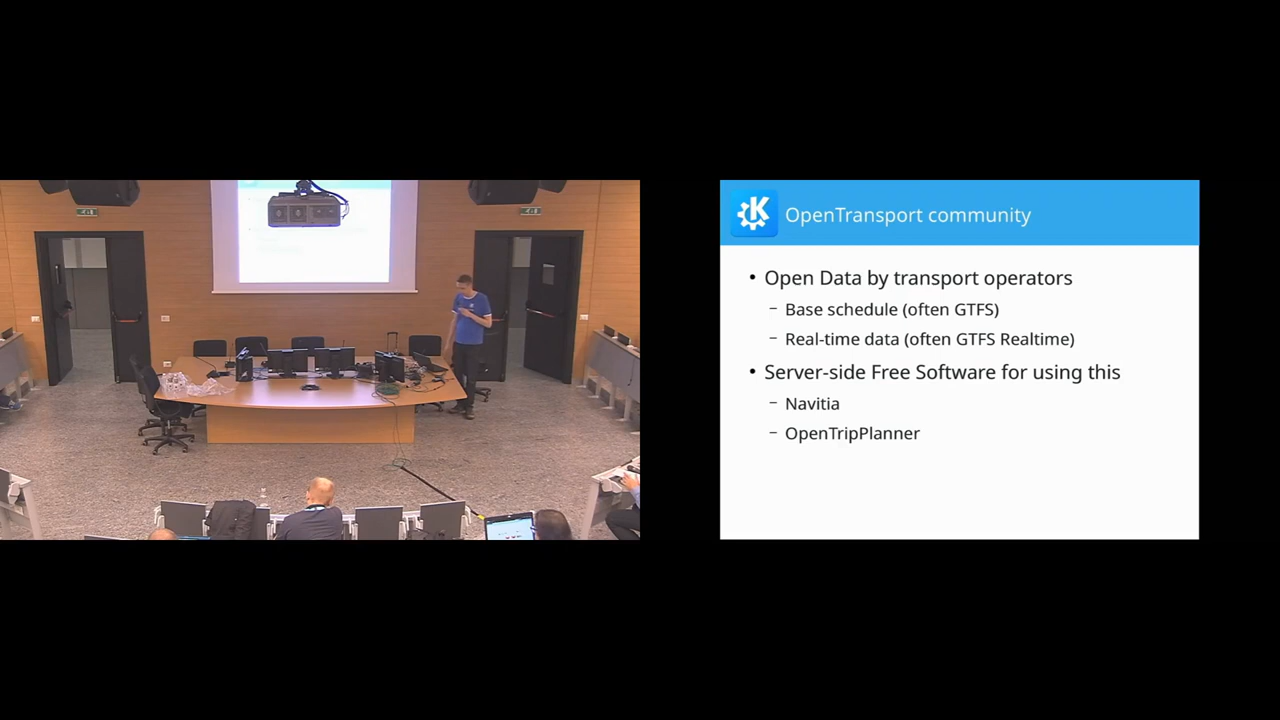 OpenTransport community
• Open Data by transport operators
– Base schedule (often GTFS)
– Real-time data (often GTFS Realtime)
• Server-side Free Software for using this
– Navitia
– OpenTripPlanner